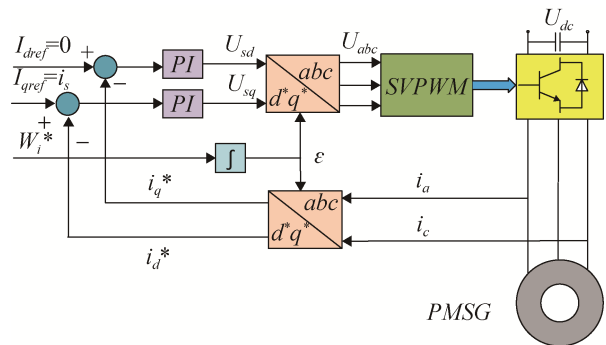 U_dc
I_dref=0
+
−
PI
U_sd
U_abc
abc
d*q*
SVPWM
I_qref=i_s
PI
U_sq
+
−
W_i*
∫
ε
i_q*
abc
d*q*
i_a
i_c
i_d*
PMSG